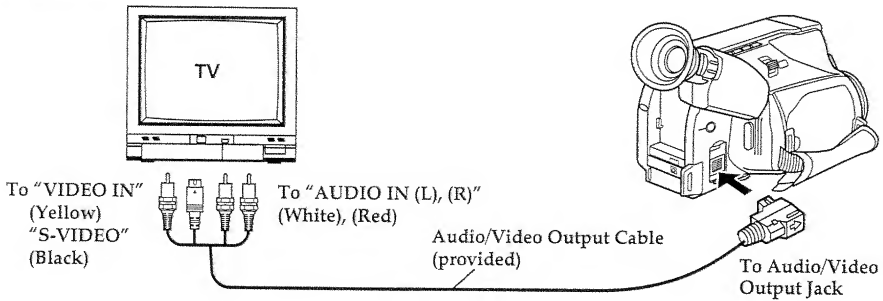 TV
To "VIDEO IN"
(Yellow)
"S-VIDEO"
(Black)
To "AUDIO IN (L), (R)"
(White), (Red)
Audio/Video Output Cable
(provided)
To Audio/Video
Output Jack